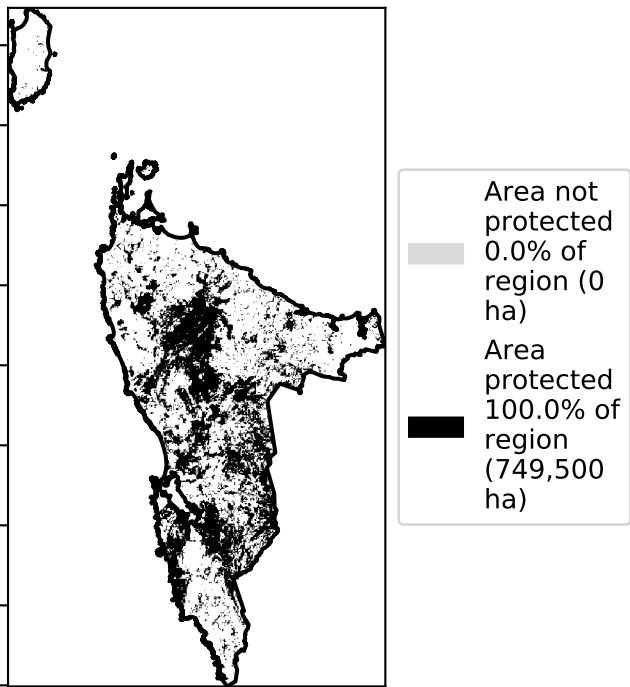 Area not
protected
0.0% of
region (0
ha)
Area
protected
100.0% of
region
(749,500
ha)